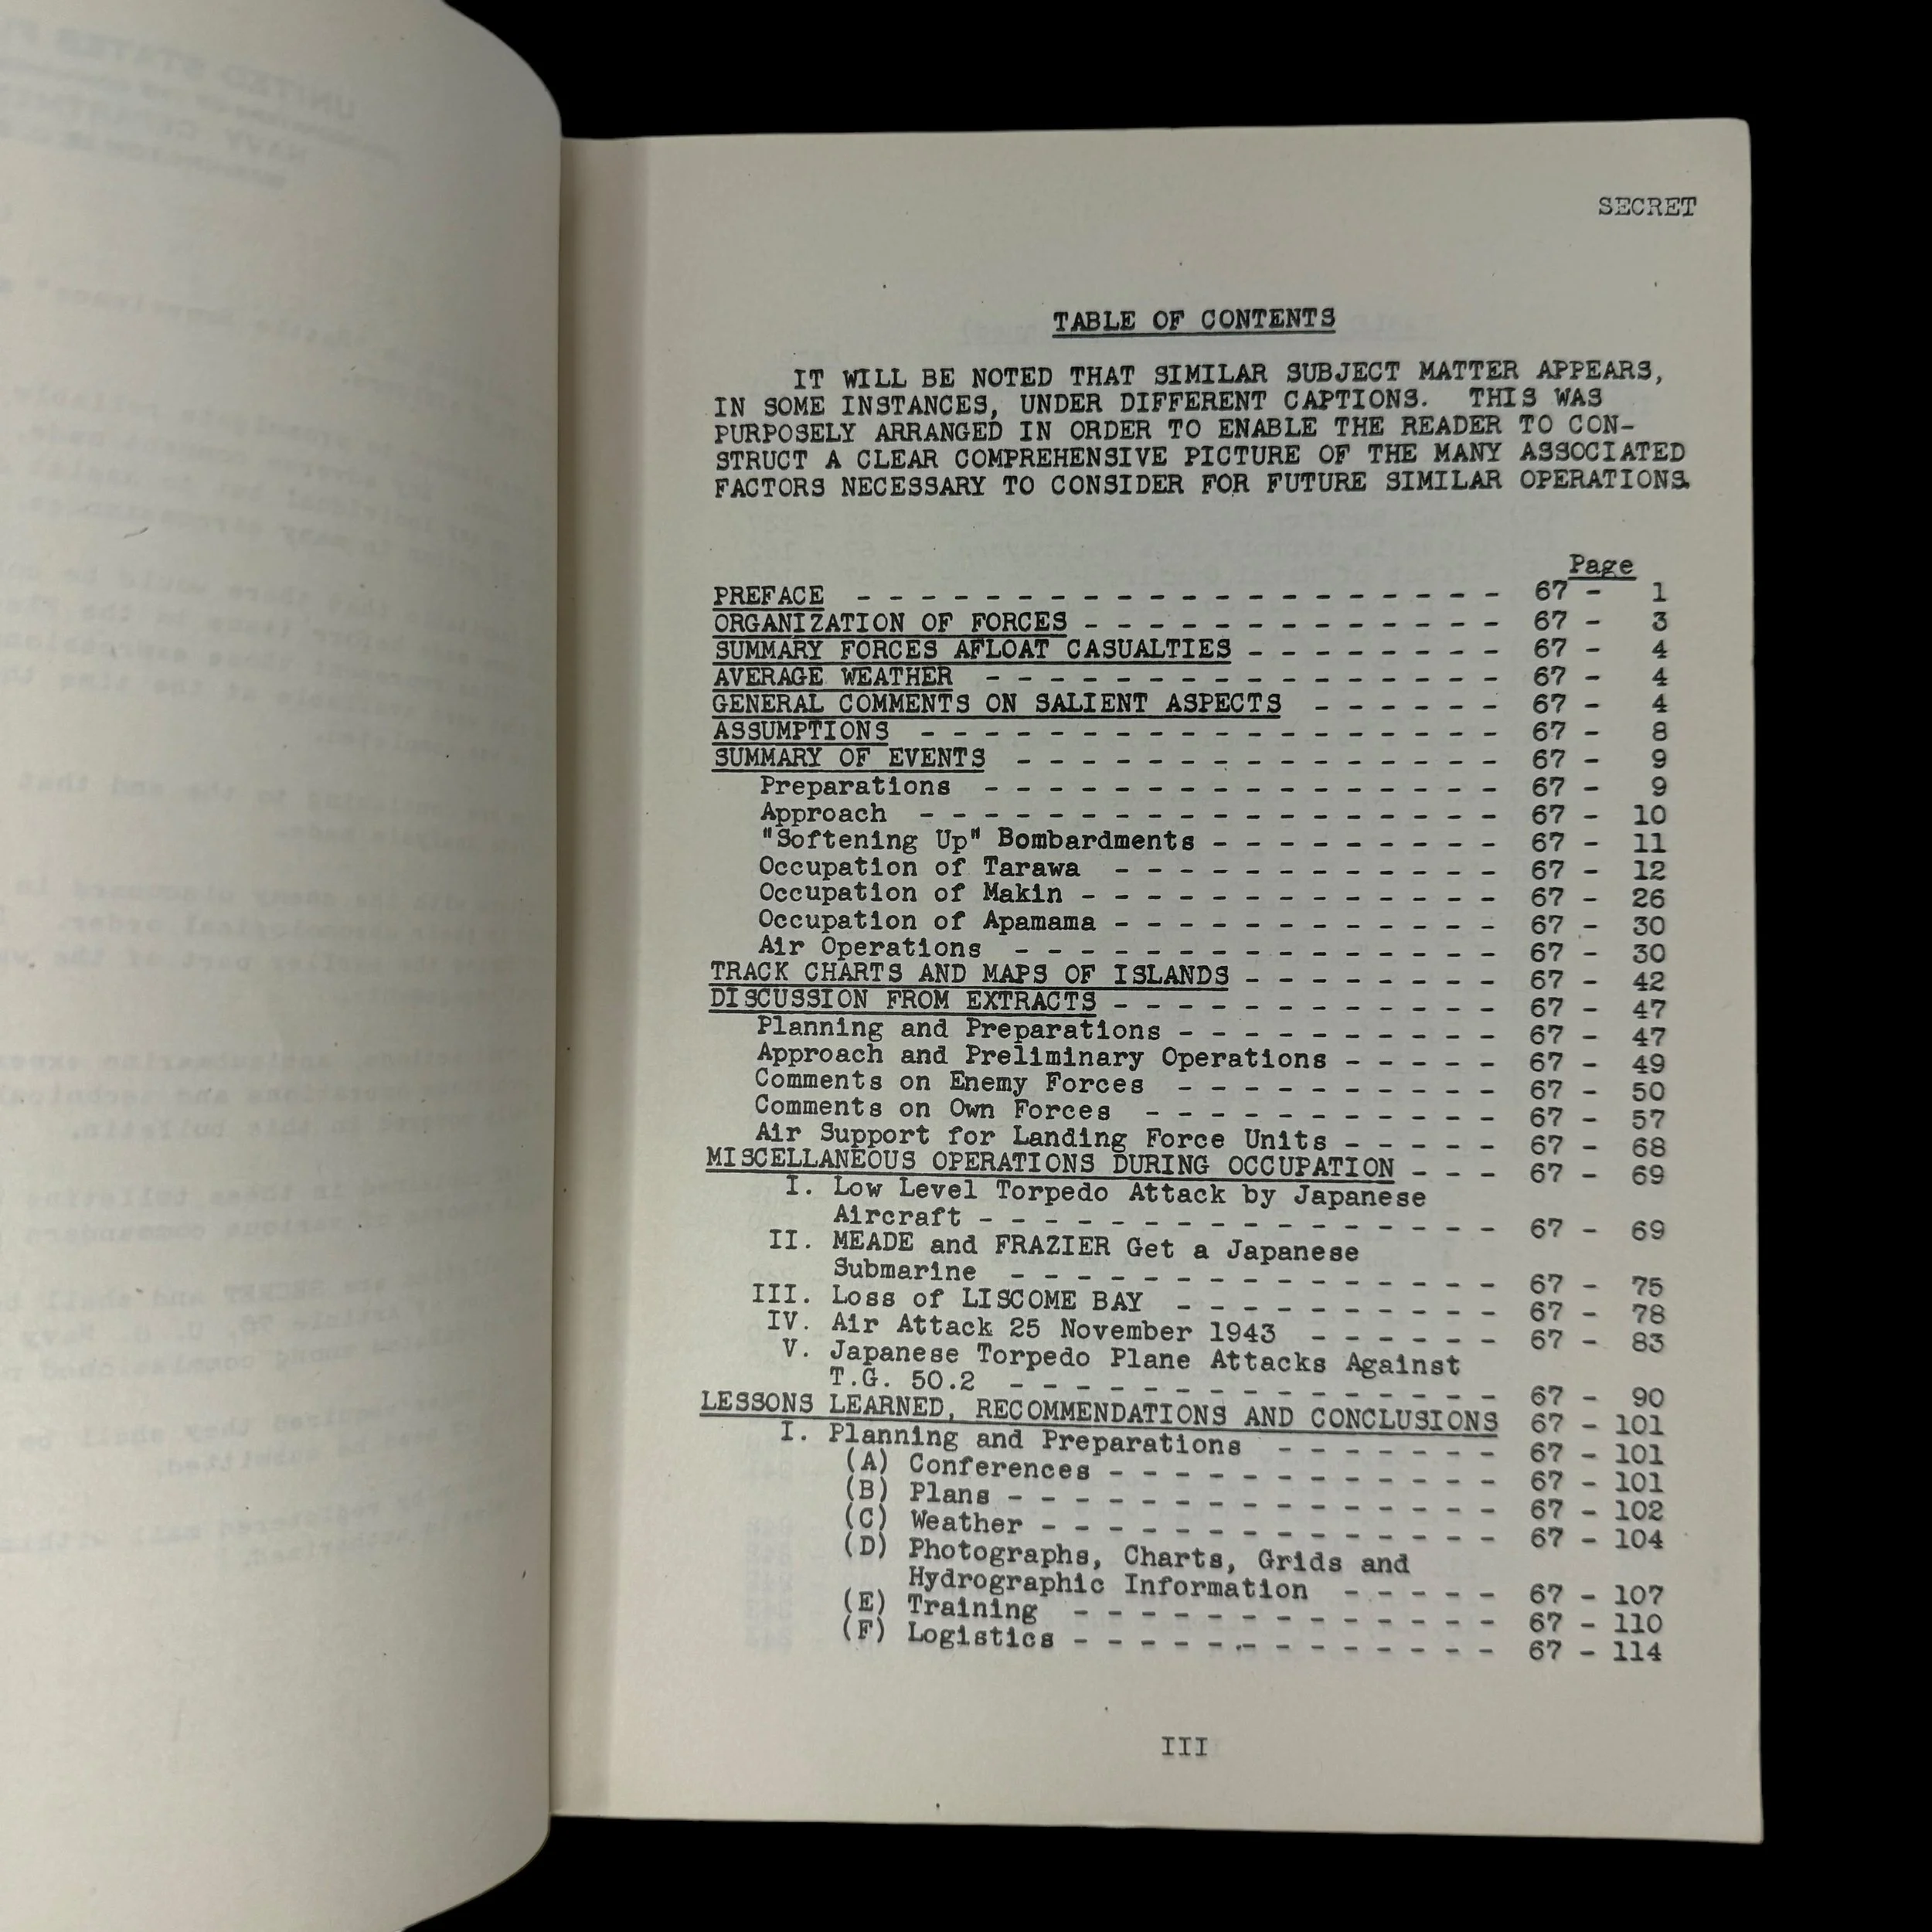 SECRET
TABLE OF CONTENTS
IT WILL BE NOTED THAT SIMILAR SUBJECT MATTER APPEARS,
IN SOME INSTANCES, UNDER DIFFERENT CAPTIONS. THIS WAS
PURPOSELY ARRANGED IN ORDER TO ENABLE THE READER TO CON-
STRUCT A CLEAR COMPREHENSIVE PICTURE OF THE MANY ASSOCIATED
FACTORS NECESSARY TO CONSIDER FOR FUTURE SIMILAR OPERATIONS.
Page
PREFACE - - - - - - - - - - - - - - - - - - 67 - 1
ORGANIZATION OF FORCES - - - - - - - - - - - - 67 - 3
SUMMARY FORCES AFLOAT CASUALTIES - - - - - - - - 67 - 4
AVERAGE WEATHER - - - - - - - - - - - - - - - 67 - 4
GENERAL COMMENTS ON SALIENT ASPECTS - - - - - - 67 - 4
ASSUMPTIONS - - - - - - - - - - - - - - - - - 67 - 8
SUMMARY OF EVENTS - - - - - - - - - - - - - - 67 - 9
Preparations - - - - - - - - - - - - - - - 67 - 9
Approach - - - - - - - - - - - - - - - - - 67 - 10
"Softening Up" Bombardments - - - - - - - - - 67 - 11
Occupation of Tarawa - - - - - - - - - - - - 67 - 12
Occupation of Makin - - - - - - - - - - - - - 67 - 26
Occupation of Apamama - - - - - - - - - - - - 67 - 30
Air Operations - - - - - - - - - - - - - - 67 - 30
TRACK CHARTS AND MAPS OF ISLANDS - - - - - - - - 67 - 42
DISCUSSION FROM EXTRACTS - - - - - - - - - - - - 67 - 47
Planning and Preparations - - - - - - - - - - 67 - 47
Approach and Preliminary Operations - - - - - 67 - 49
Comments on Enemy Forces - - - - - - - - - - 67 - 50
Comments on Own Forces - - - - - - - - - - - 67 - 57
Air Support for Landing Force Units - - - - - 67 - 68
MISCELLANEOUS OPERATIONS DURING OCCUPATION - - - 67 - 69
I. Low Level Torpedo Attack by Japanese
Aircraft - - - - - - - - - - - - - - - - 67 - 69
II. MEADE and FRAZIER Get a Japanese
Submarine - - - - - - - - - - - - - - - 67 - 75
III. Loss of LISCOME BAY - - - - - - - - - - 67 - 78
IV. Air Attack 25 November 1943 - - - - - - 67 - 83
V. Japanese Torpedo Plane Attacks Against
T.G. 50.2 - - - - - - - - - - - - - - - 67 - 90
LESSONS LEARNED, RECOMMENDATIONS AND CONCLUSIONS 67 - 101
I. Planning and Preparations - - - - - - - 67 - 101
(A) Conferences - - - - - - - - - - - - 67 - 101
(B) Plans - - - - - - - - - - - - - - - 67 - 102
(C) Weather - - - - - - - - - - - - - - 67 - 104
(D) Photographs, Charts, Grids and
Hydrographic Information - - - - - 67 - 107
(E) Training - - - - - - - - - - - - - 67 - 110
(F) Logistics - - - - - - - - - - - - - 67 - 114
III